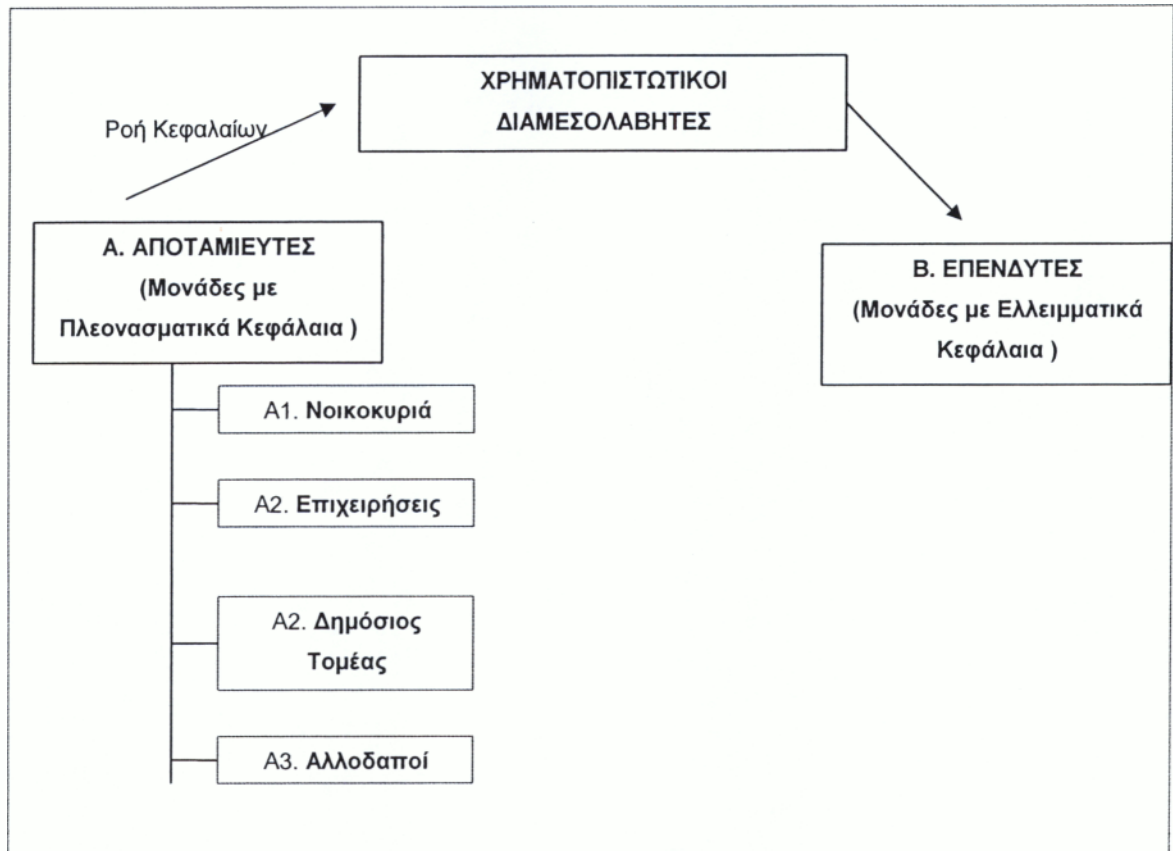 ΧΡΗΜΑΤΟΠΙΣΤΩΤΙΚΟΙ
ΔΙΑΜΕΣΟΛΑΒΗΤΕΣ
Ροή Κεφαλαίων
Α. ΑΠΟΤΑΜΙΕΥΤΕΣ
(Μονάδες με
Πλεονασματικά Κεφάλαια )
Β. ΕΠΕΝΔΥΤΕΣ
(Μονάδες με Ελλειμματικά
Κεφάλαια )
Α1. Νοικοκυριά
Α2. Επιχειρήσεις
Α2. Δημόσιος
Τομέας
Α3. Αλλοδαποί